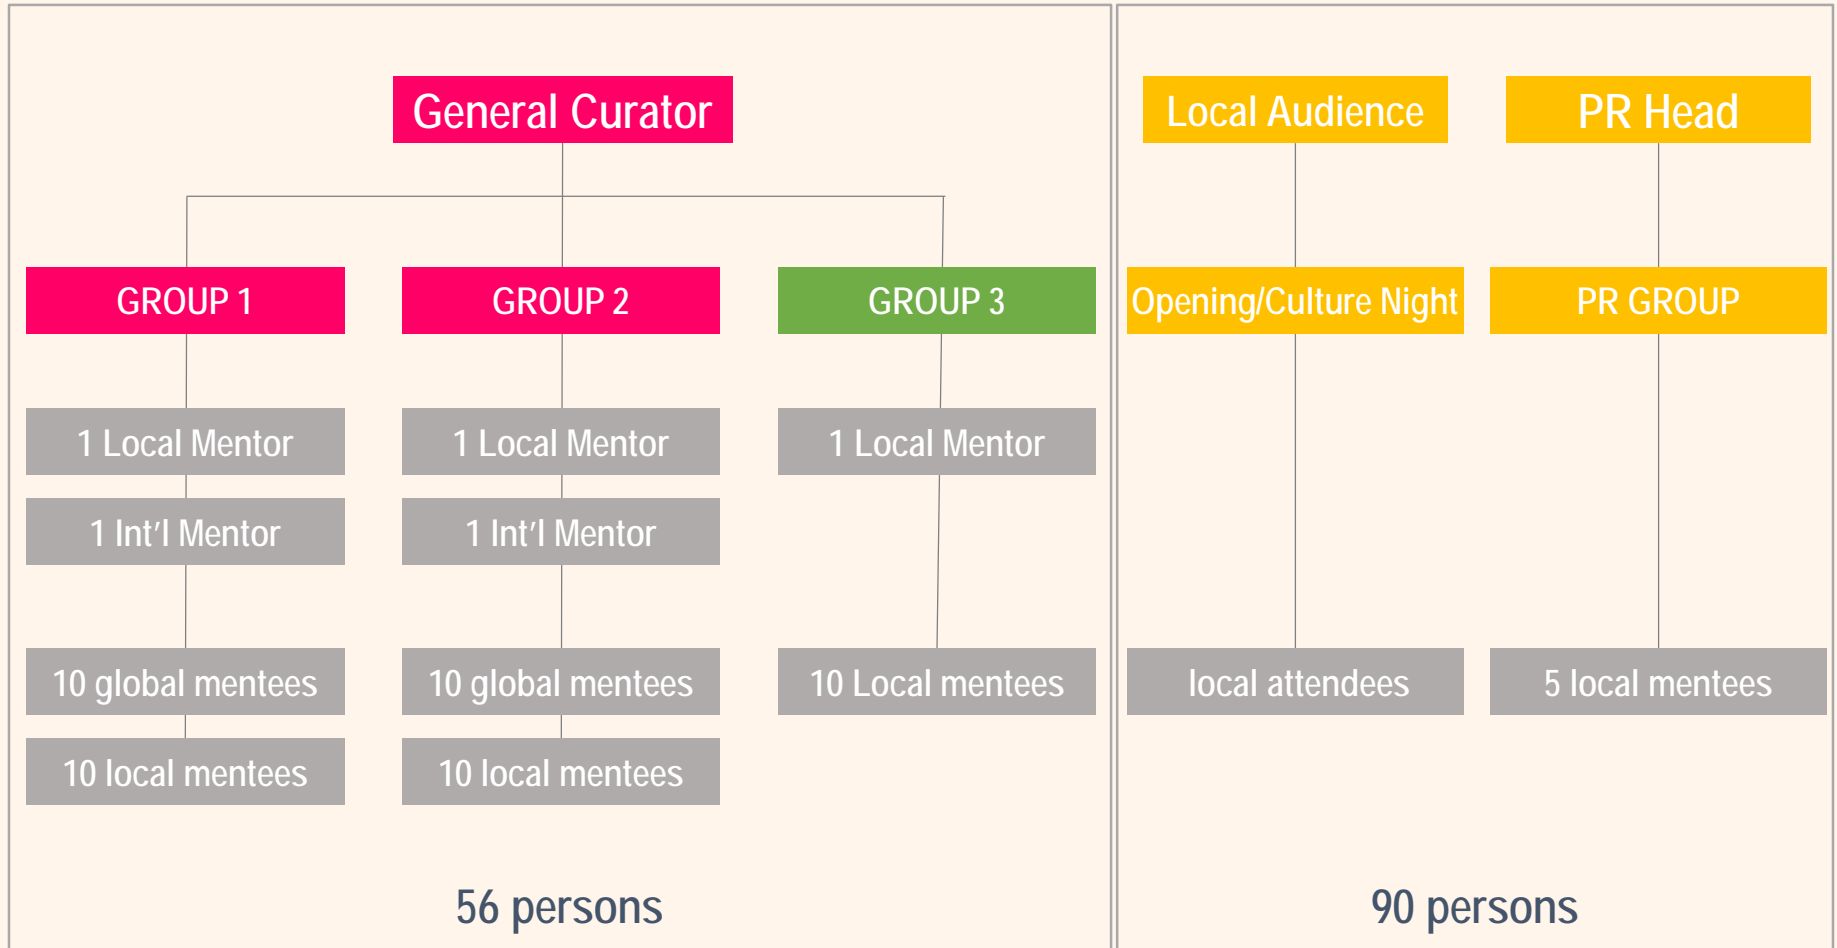 General Curator
Local Audience
PR Head
GROUP 1
GROUP 2
GROUP 3
Opening/Culture Night
PR GROUP
1 Local Mentor
1 Local Mentor
1 Local Mentor
1 Int'l Mentor
1 Int'l Mentor
10 global mentees
10 global mentees
10 Local mentees
local attendees
5 local mentees
10 local mentees
10 local mentees
56 persons
90 persons